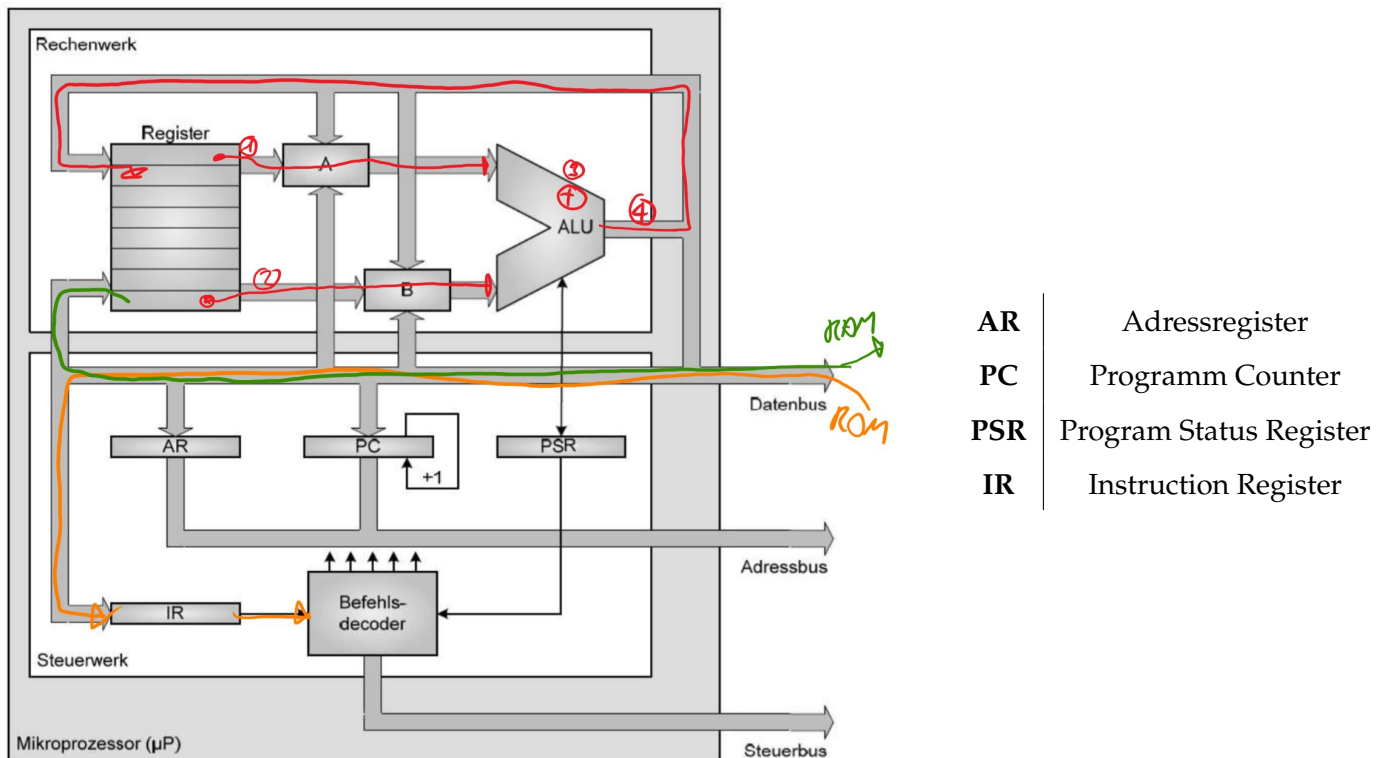 Rechenwerk
Register
①
A
③
+
④
ALU
②
B
RAM
Datenbus
ROM
AR
PC
+1
PSR
Adressbus
IR
Befehls-
decoder
Steuerwerk
Mikroprozessor (µP)
Steuerbus
AR Adressregister
PC Programm Counter
PSR Program Status Register
IR Instruction Register